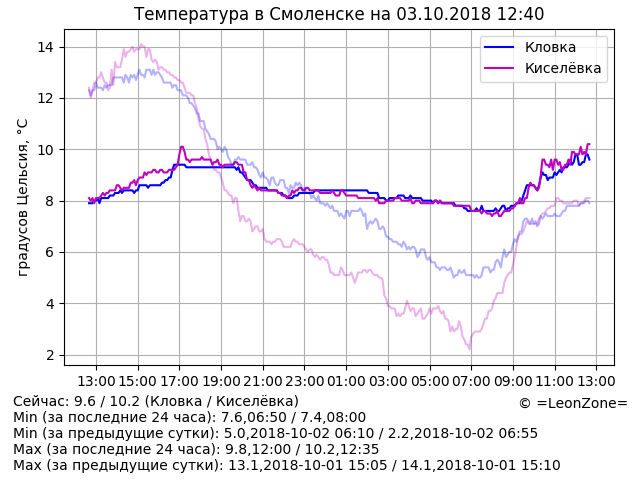 Температура в Смоленске на 03.10.2018 12:40
градусов Цельсия, °C
14
12
10
8
6
4
2
Кловка
Киселёвка
13:00 15:00 17:00 19:00 21:00 23:00 01:00 03:00 05:00 07:00 09:00 11:00 13:00
Сейчас: 9.6 / 10.2 (Кловка / Киселёвка)
© =LeonZone=
Min (за последние 24 часа): 7.6,06:50 / 7.4,08:00
Min (за предыдущие сутки): 5.0,2018-10-02 06:10 / 2.2,2018-10-02 06:55
Max (за последние 24 часа): 9.8,12:00 / 10.2,12:35
Max (за предыдущие сутки): 13.1,2018-10-01 15:05 / 14.1,2018-10-01 15:10